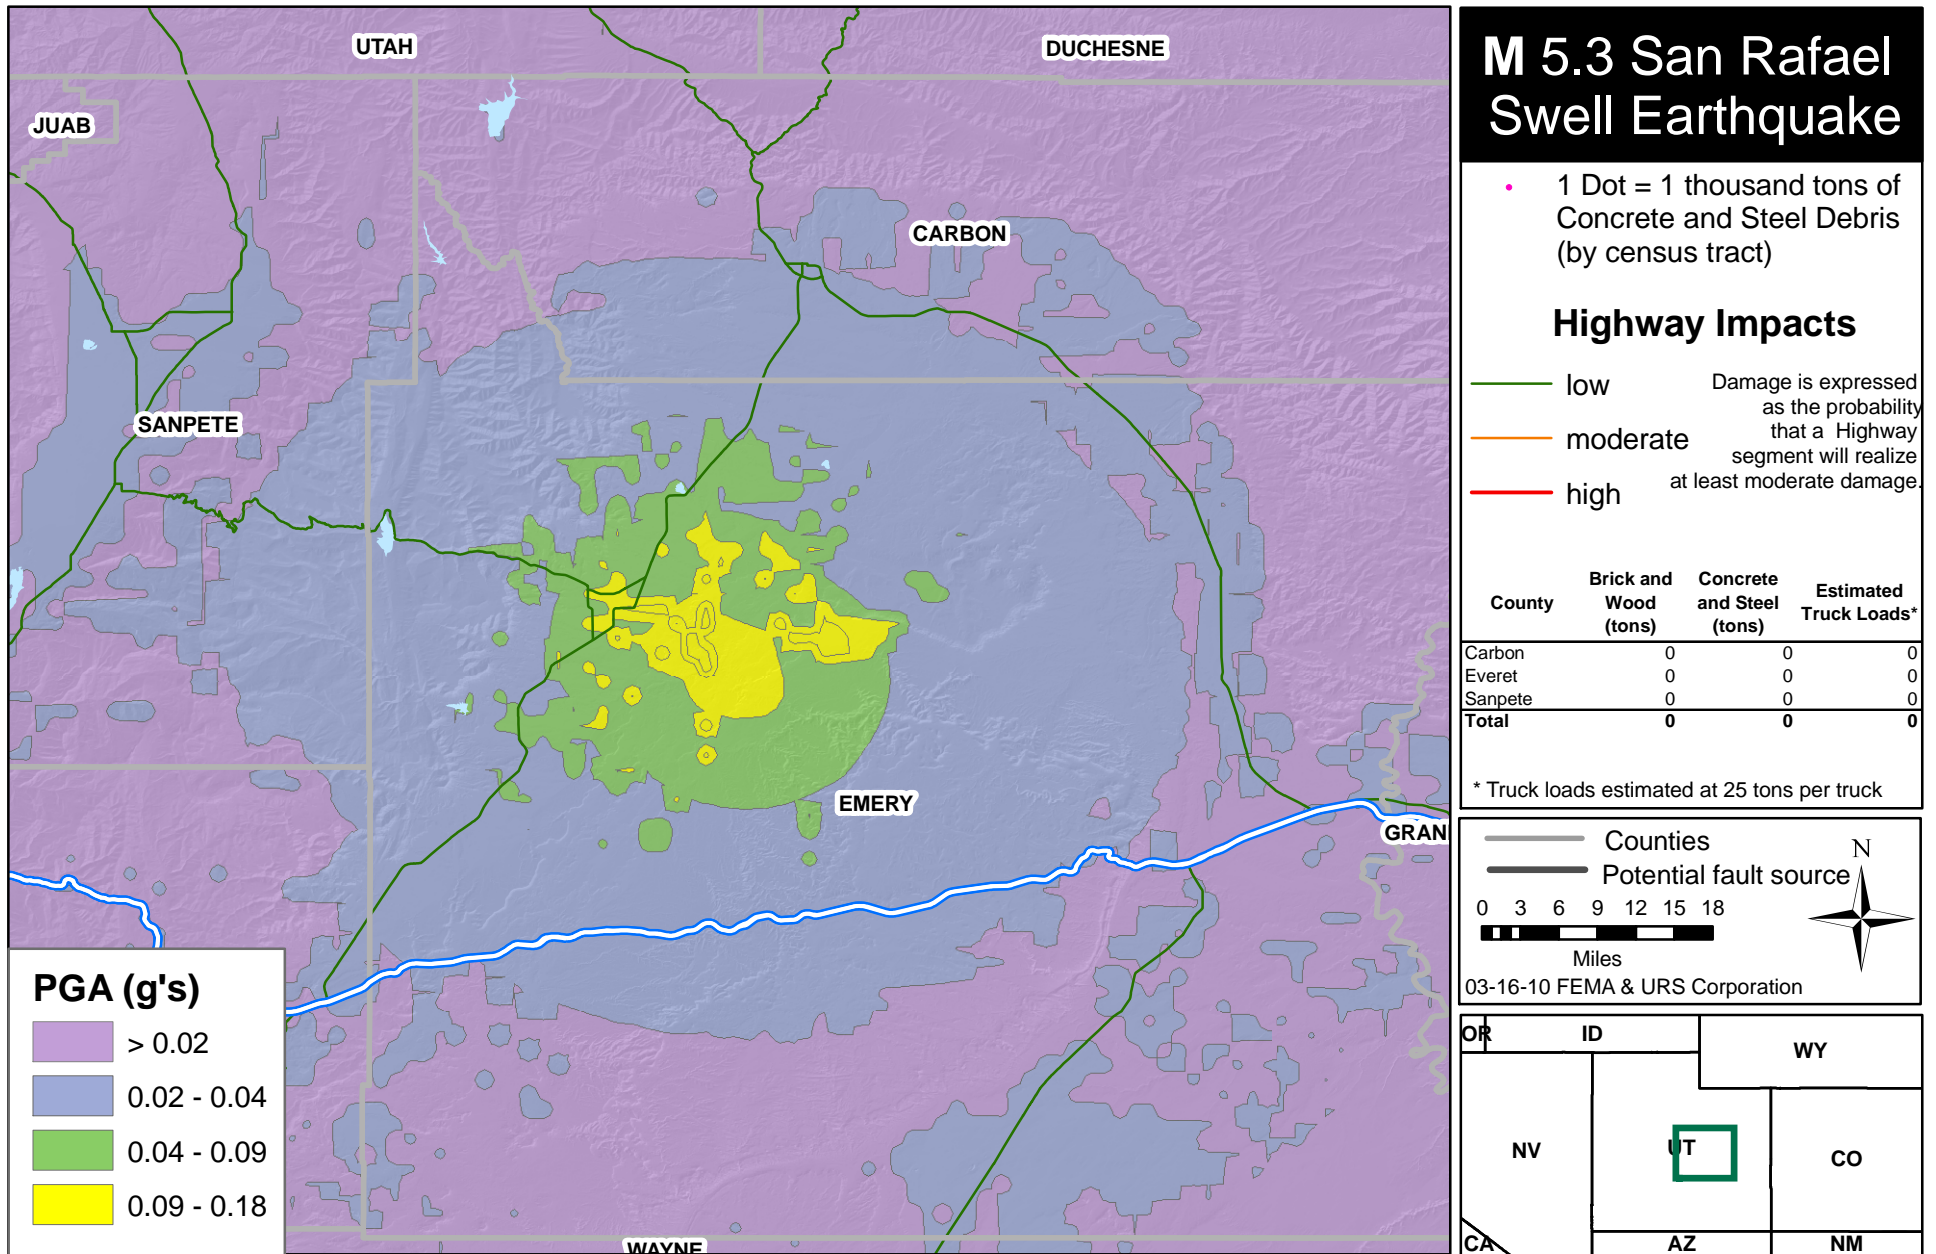 UTAH
DUCHESNE
JUAB
CARBON
SANPETE
EMERY
GRAN
WAYNE
PGA (g's)
> 0.02
0.02 - 0.04
0.04 - 0.09
0.09 - 0.18
M 5.3 San Rafael
Swell Earthquake
1 Dot = 1 thousand tons of
Concrete and Steel Debris
(by census tract)
Highway Impacts
low
moderate
high
Damage is expressed
as the probability
that a Highway
segment will realize
at least moderate damage.
County Brick and Wood (tons) Concrete and Steel (tons) Estimated Truck Loads*
Carbon 0 0 0
Everet 0 0 0
Sanpete 0 0 0
Total 0 0 0
* Truck loads estimated at 25 tons per truck
Counties
Potential fault source
N
0 3 6 9 12 15 18
Miles
03-16-10 FEMA & URS Corporation
OR ID
WY
NV
UT
CO
CA
AZ
NM